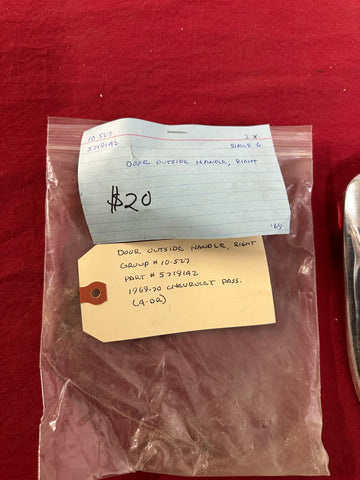 10-527 2 *
5719142 SHELF 6
DOOR OUTSIDE HANDLE, RIGHT
$20
'69
DOOR OUTSIDE HANDLE, RIGHT
GROUP # 10-527
PART # 5719142
1969-70 CHEVROLET PASS.
(4-DR)